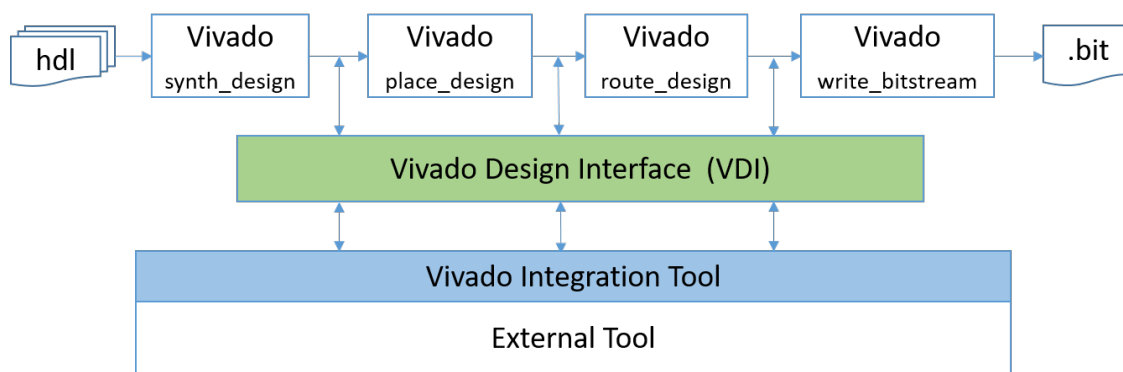 hdl
Vivado
synth_design
Vivado
place_design
Vivado
route_design
Vivado
write_bitstream
.bit
Vivado Design Interface (VDI)
Vivado Integration Tool
External Tool